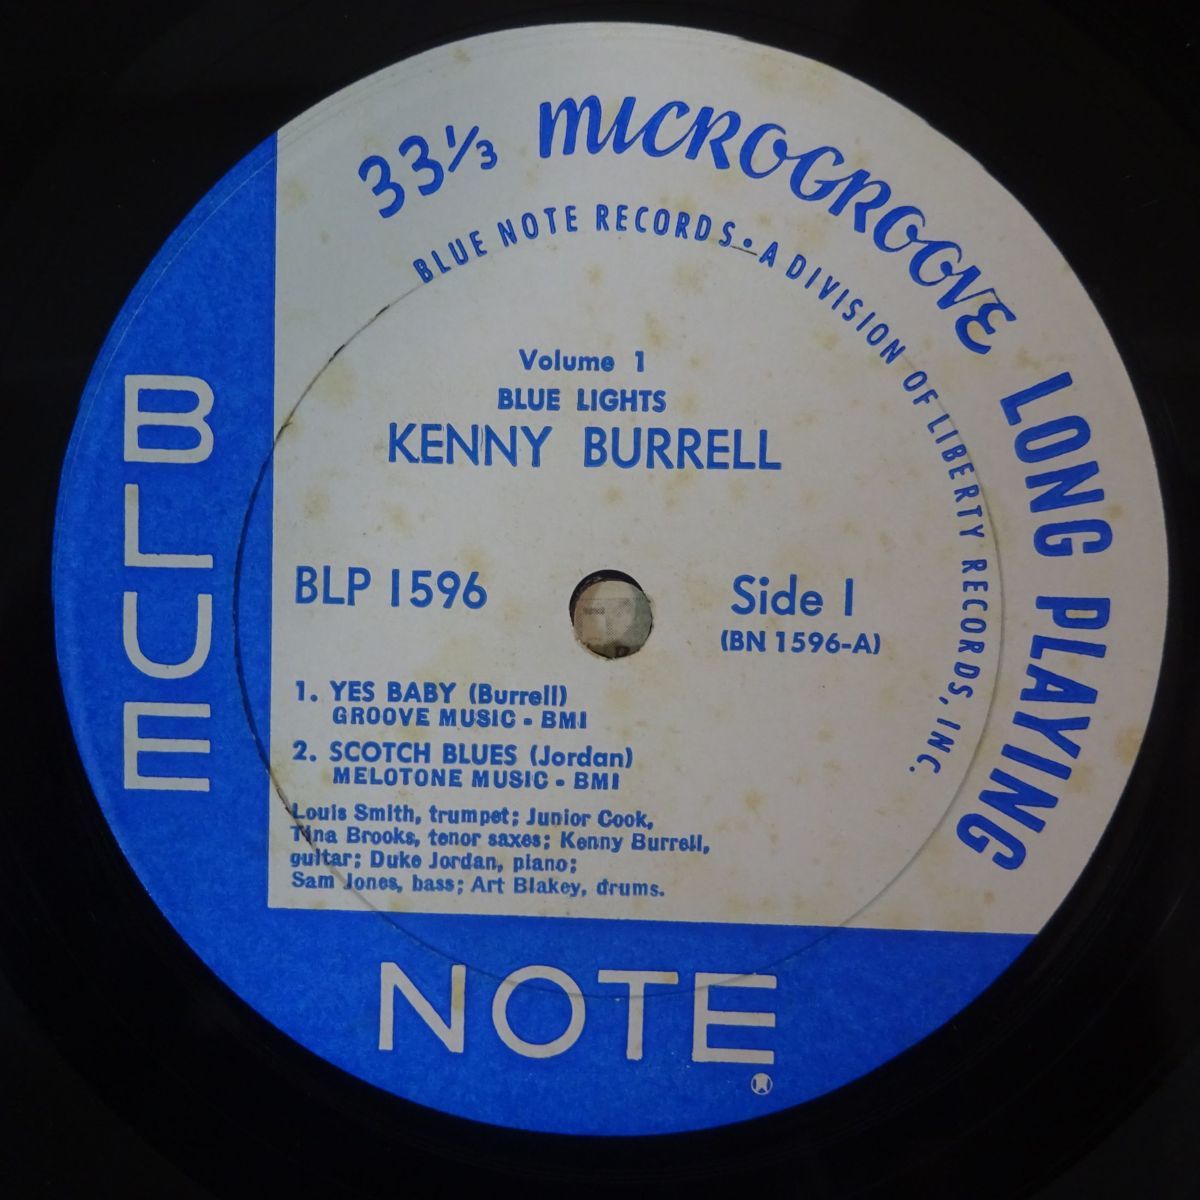 33⅓ MICROGROOVE LONG PLAYING
BLUE NOTE RECORDS • A DIVISION OF LIBERTY RECORDS, INC.
Volume 1
BLUE LIGHTS
KENNY BURRELL
BLP 1596
Side 1
(BN 1596-A)
1. YES BABY (Burrell)
GROOVE MUSIC - BMI
2. SCOTCH BLUES (Jordan)
MELOTONE MUSIC - BMI
Louis Smith, trumpet; Junior Cook,
Tina Brooks, tenor saxes; Kenny Burrell,
guitar; Duke Jordan, piano;
Sam Jones, bass; Art Blakey, drums.
BLUE
NOTE